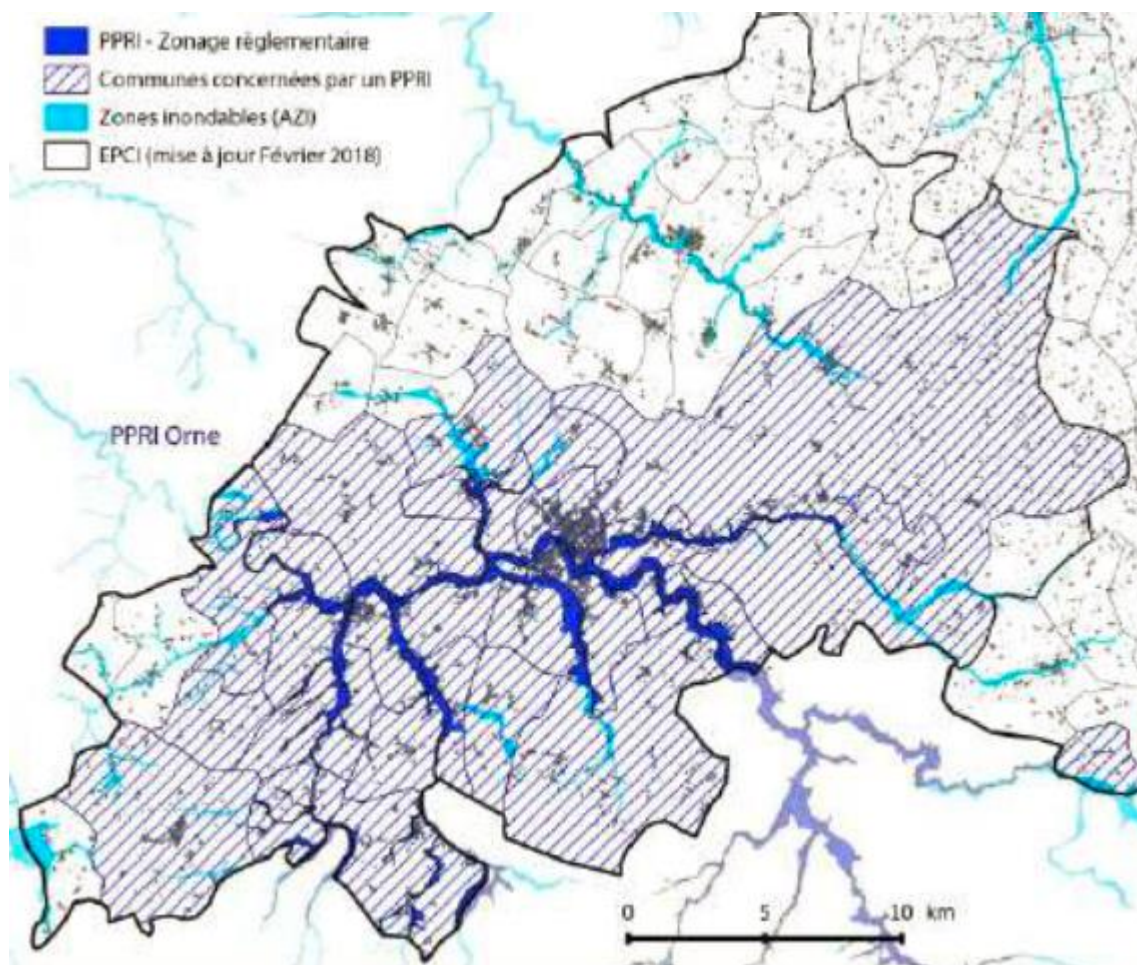 PPRI - Zonage règlementaire
Communes concernées par un PPRI
Zones inondables (AZI)
EPCI (mise à jour Février 2018)
PPRI Orne
0 5 10 km